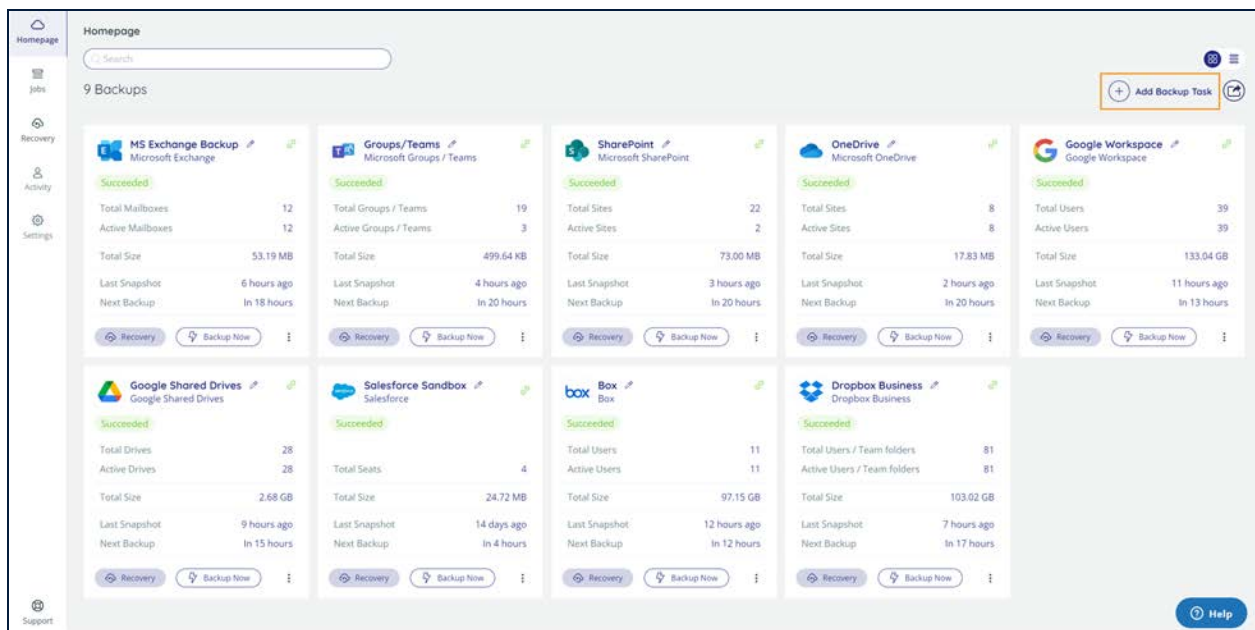 Homepage
Homepage
Search
Jobs
9 Backups
Add Backup Task
Recovery
Activity
Settings
MS Exchange Backup
Microsoft Exchange
Succeeded
Total Mailboxes 12
Active Mailboxes 12
Total Size 53.19 MB
Last Snapshot 6 hours ago
Next Backup In 18 hours
Recovery Backup Now
Groups/Teams
Microsoft Groups / Teams
Succeeded
Total Groups / Teams 19
Active Groups / Teams 3
Total Size 499.64 KB
Last Snapshot 4 hours ago
Next Backup In 20 hours
Recovery Backup Now
SharePoint
Microsoft SharePoint
Succeeded
Total Sites 22
Active Sites 2
Total Size 73.00 MB
Last Snapshot 3 hours ago
Next Backup In 20 hours
Recovery Backup Now
OneDrive
Microsoft OneDrive
Succeeded
Total Sites 8
Active Sites 8
Total Size 17.83 MB
Last Snapshot 2 hours ago
Next Backup In 20 hours
Recovery Backup Now
Google Workspace
Google Workspace
Succeeded
Total Users 39
Active Users 39
Total Size 133.04 GB
Last Snapshot 11 hours ago
Next Backup In 13 hours
Recovery Backup Now
Google Shared Drives
Google Shared Drives
Succeeded
Total Drives 28
Active Drives 28
Total Size 2.68 GB
Last Snapshot 9 hours ago
Next Backup In 15 hours
Recovery Backup Now
Salesforce Sandbox
Salesforce
Succeeded
Total Seats 4
Total Size 24.72 MB
Last Snapshot 14 days ago
Next Backup In 4 hours
Recovery Backup Now
box Box
Box
Succeeded
Total Users 11
Active Users 11
Total Size 97.15 GB
Last Snapshot 12 hours ago
Next Backup In 12 hours
Recovery Backup Now
Dropbox Business
Dropbox Business
Succeeded
Total Users / Team folders 81
Active Users / Team folders 81
Total Size 103.02 GB
Last Snapshot 7 hours ago
Next Backup In 17 hours
Recovery Backup Now
Support
Help